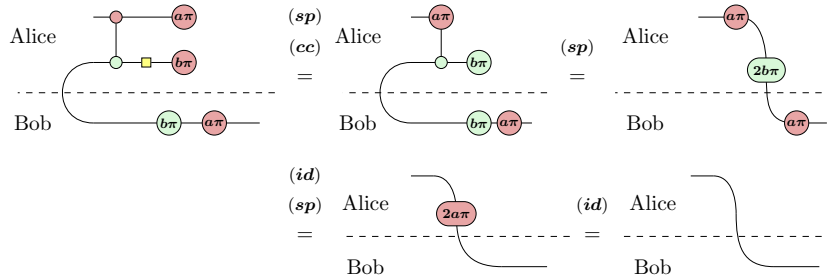 aπ (sp) aπ aπ
Alice (cc) Alice (sp) Alice
bπ = bπ = 2bπ
Bob bπ aπ Bob bπ aπ Bob aπ
(id)
(sp) Alice 2aπ (id) Alice
= =
Bob Bob